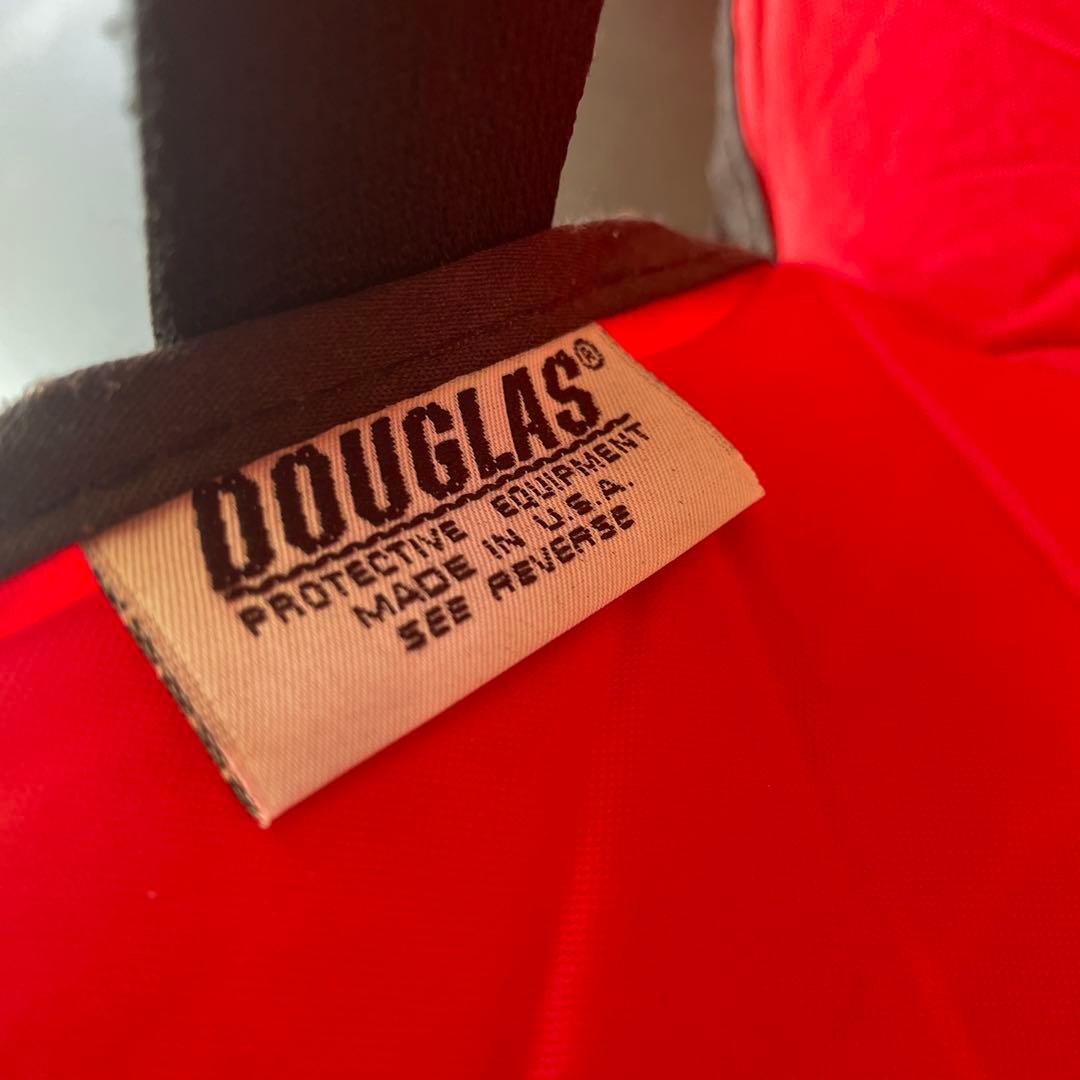 DOUGLAS®
PROTECTIVE EQUIPMENT
MADE IN U.S.A.
SEE REVERSE